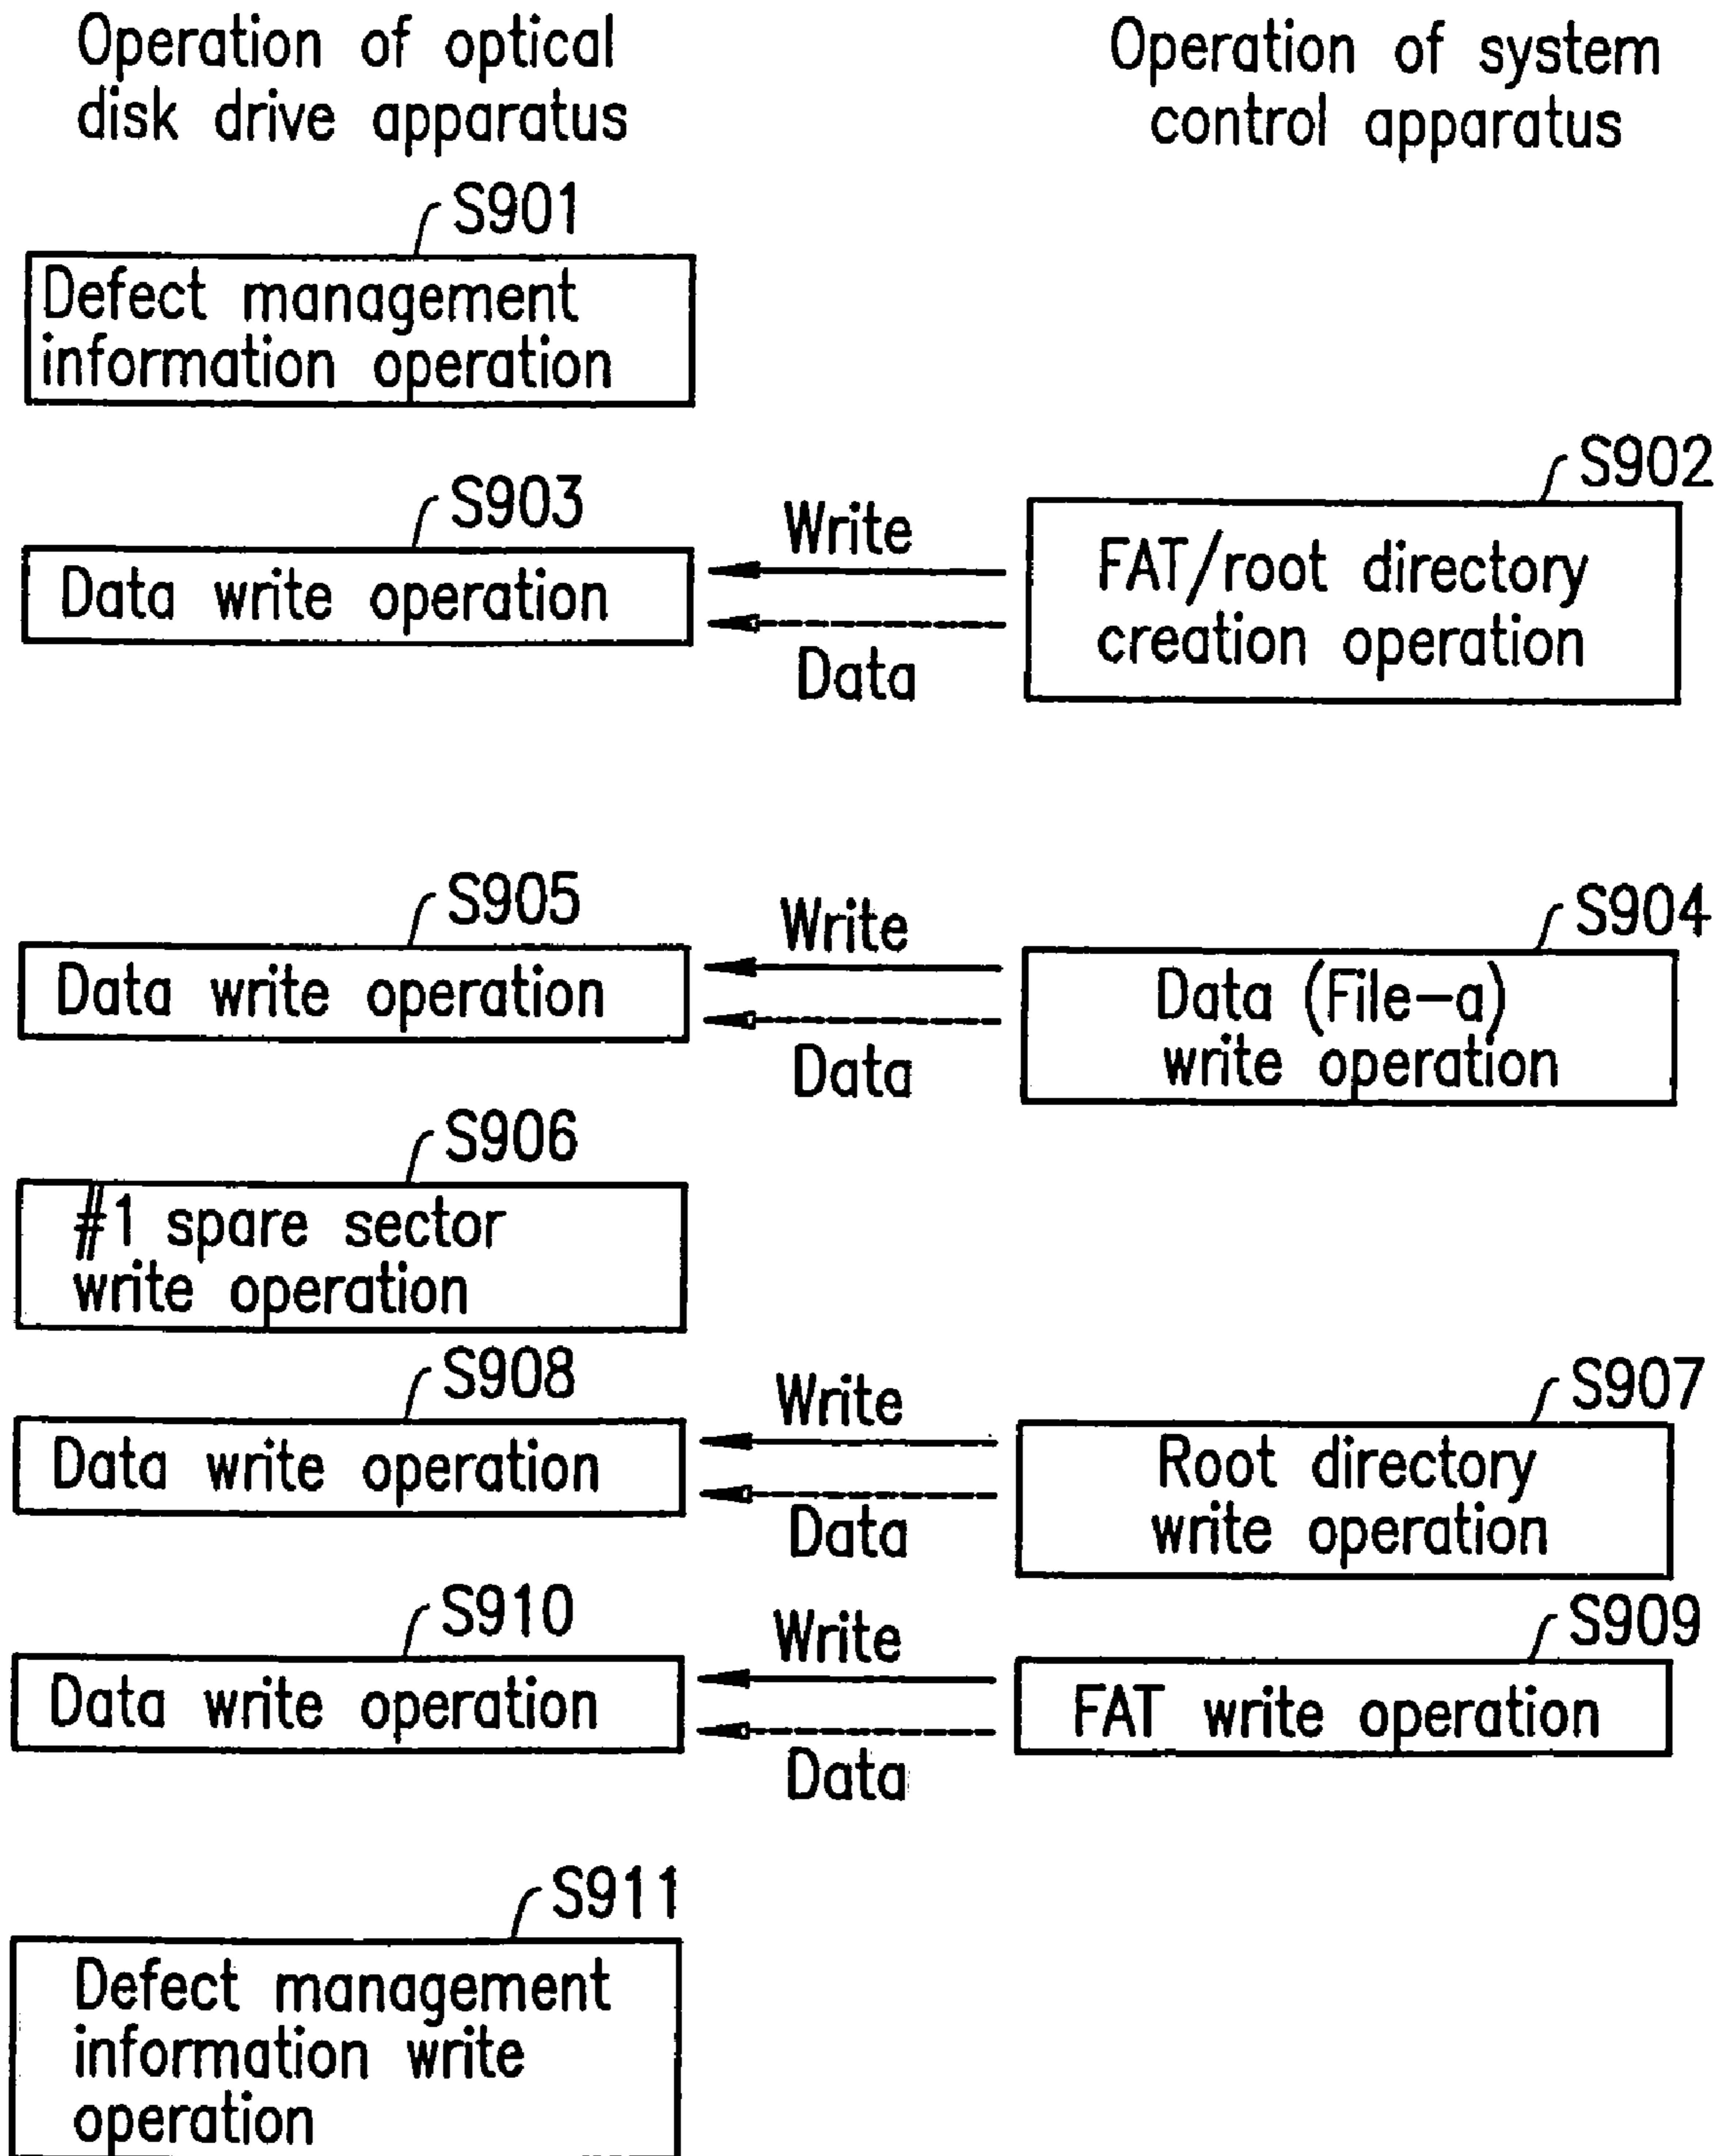 Operation of optical
disk drive apparatus
Operation of system
control apparatus
S901
Defect management
information operation
S902
FAT/root directory
creation operation
Write
Data
S903
Data write operation
S904
Data (File-a)
write operation
Write
Data
S905
Data write operation
S906
#1 spare sector
write operation
S907
Root directory
write operation
Write
Data
S908
Data write operation
S909
FAT write operation
Write
Data
S910
Data write operation
S911
Defect management
information write
operation